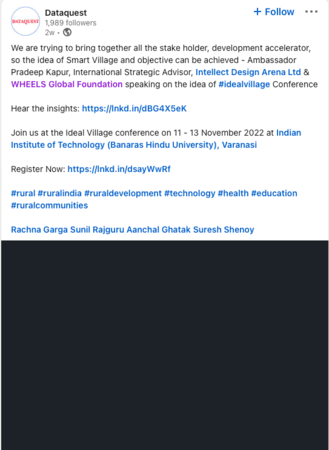 DATAQUEST
Dataquest
+ Follow
1,989 followers
2w •
We are trying to bring together all the stake holder, development accelerator,
so the idea of Smart Village and objective can be achieved - Ambassador
Pradeep Kapur, International Strategic Advisor, Intellect Design Arena Ltd &
WHEELS Global Foundation speaking on the idea of #idealvillage Conference
Hear the insights: https://lnkd.in/dBG4X5eK
Join us at the Ideal Village conference on 11 - 13 November 2022 at Indian
Institute of Technology (Banaras Hindu University), Varanasi
Register Now: https://lnkd.in/dsayWwRf
#rural #ruralindia #ruraldevelopment #technology #health #education
#ruralcommunities
Rachna Garga Sunil Rajguru Aanchal Ghatak Suresh Shenoy